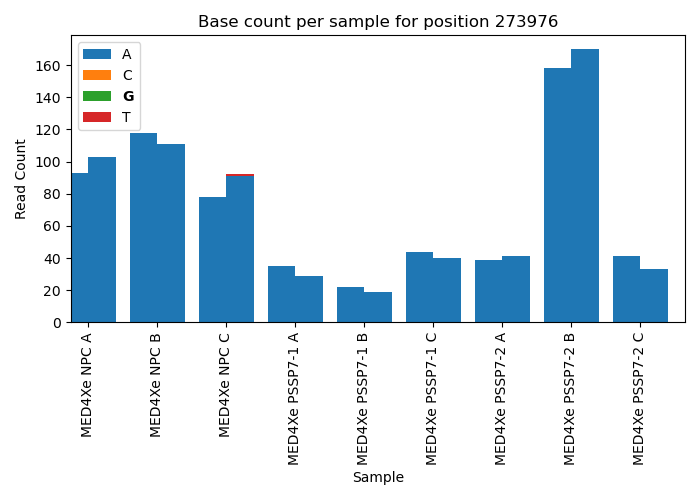 Base count per sample for position 273976
Read Count
160
140
120
100
80
60
40
20
0
A
C
G
T
MED4Xe NPC A
MED4Xe NPC B
MED4Xe NPC C
MED4Xe PSSP7-1 A
MED4Xe PSSP7-1 B
MED4Xe PSSP7-1 C
MED4Xe PSSP7-2 A
MED4Xe PSSP7-2 B
MED4Xe PSSP7-2 C
Sample